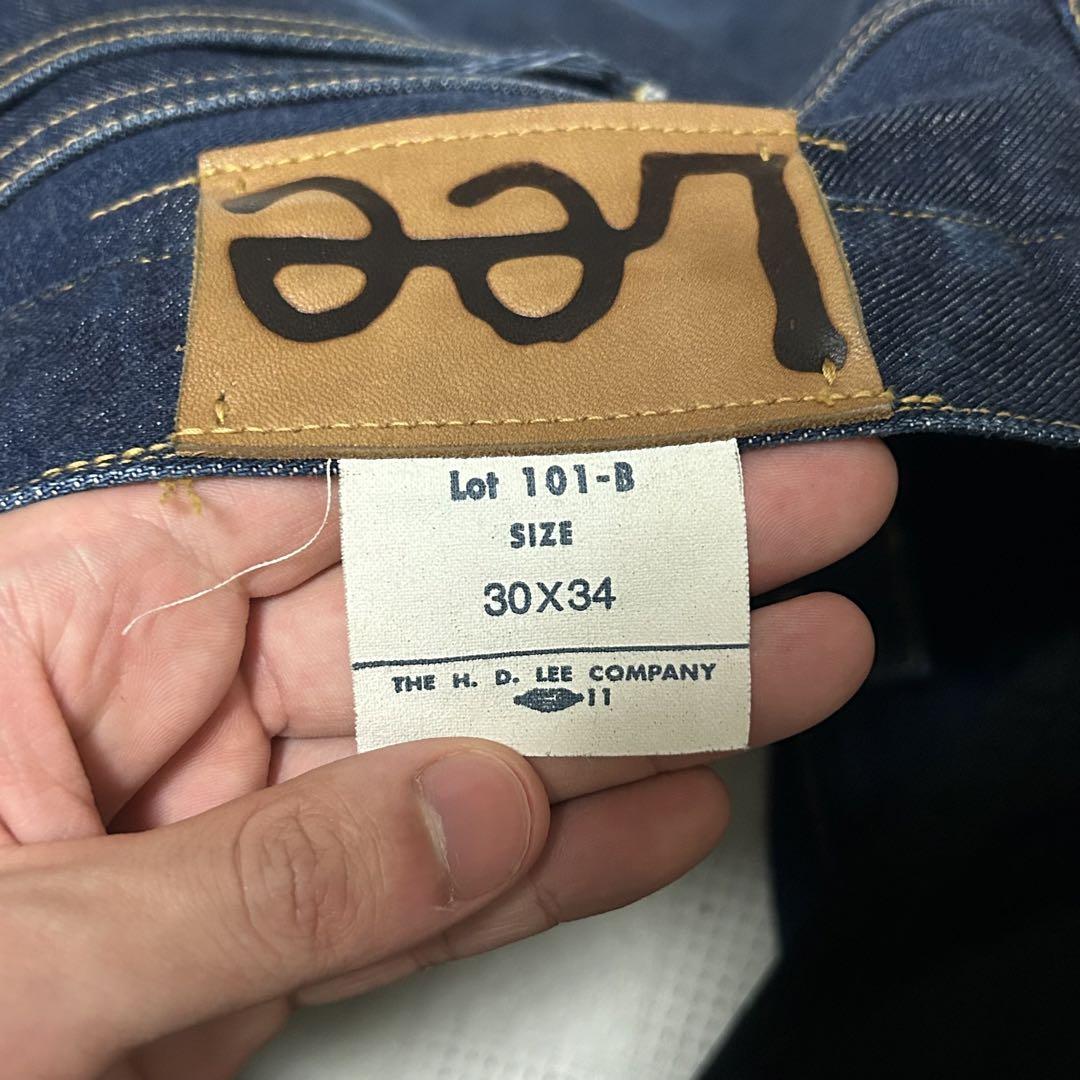 Lee
Lot 101-B
SIZE
30X34
THE H. D. LEE COMPANY
11